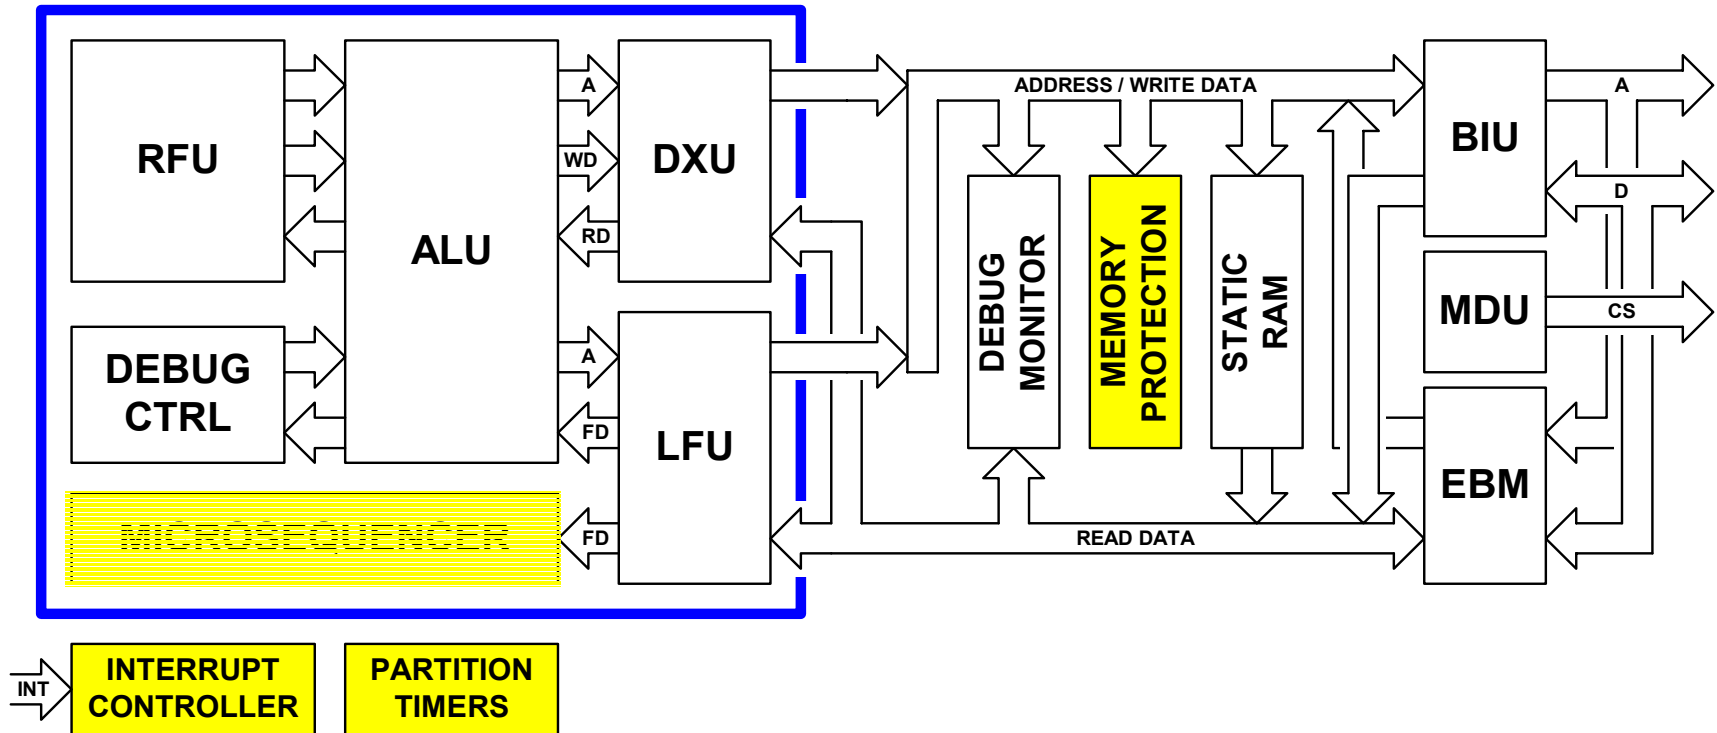 RFU
ALU
DXU
A
WD
RD
DEBUG
CTRL
LFU
A
FD
MICROSEQUENCER
FD
INT
INTERRUPT
CONTROLLER
PARTITION
TIMERS
ADDRESS / WRITE DATA
DEBUG
MONITOR
MEMORY
PROTECTION
STATIC
RAM
READ DATA
BIU
MDU
EBM
A
D
CS